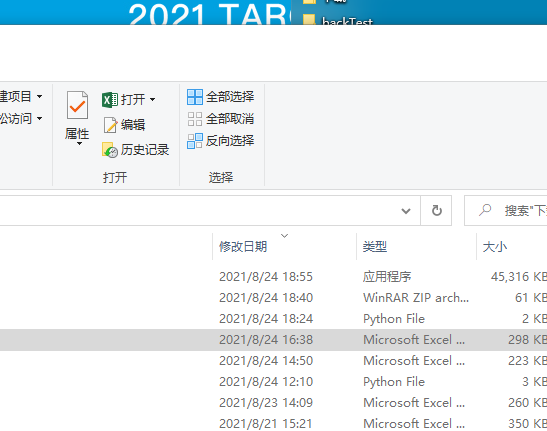 2021 TAR
hackTest
建项目
打开
全部选择
松访问
编辑
全部取消
属性
历史记录
反向选择
打开
选择
搜索"下
修改日期
类型
大小
2021/8/24 18:55 应用程序 45,316 KB
2021/8/24 18:40 WinRAR ZIP arch... 61 KB
2021/8/24 18:24 Python File 2 KB
2021/8/24 16:38 Microsoft Excel ... 298 KB
2021/8/24 14:50 Microsoft Excel ... 223 KB
2021/8/24 12:10 Python File 3 KB
2021/8/23 14:09 Microsoft Excel ... 260 KB
2021/8/21 15:21 Microsoft Excel ... 350 KB